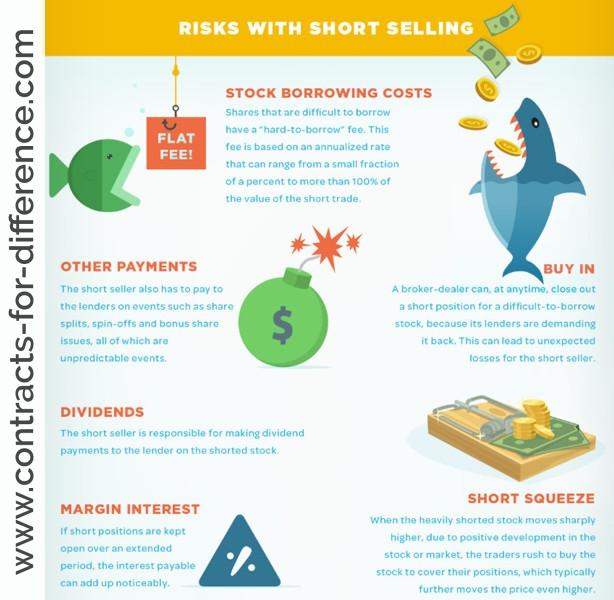 www.contracts-for-difference.com
RISKS WITH SHORT SELLING
FLAT
FEE!
STOCK BORROWING COSTS
Shares that are difficult to borrow
have a "hard-to-borrow" fee. This
fee is based on an annualized rate
that can range from a small fraction
of a percent to more than 100% of
the value of the short trade.
OTHER PAYMENTS
The short seller also has to pay to
the lenders on events such as share
splits, spin-offs and bonus share
issues, all of which are
unpredictable events.
$
BUY IN
A broker-dealer can, at anytime, close out
a short position for a difficult-to-borrow
stock, because its lenders are demanding
it back. This can lead to unexpected
losses for the short seller.
DIVIDENDS
The short seller is responsible for making dividend
payments to the lender on the shorted stock.
MARGIN INTEREST
If short positions are kept
open over an extended
period, the interest payable
can add up noticeably.
%
SHORT SQUEEZE
When the heavily shorted stock moves sharply
higher, due to positive development in the
stock or market, the traders rush to buy the
stock to cover their positions, which typically
further moves the price even higher.